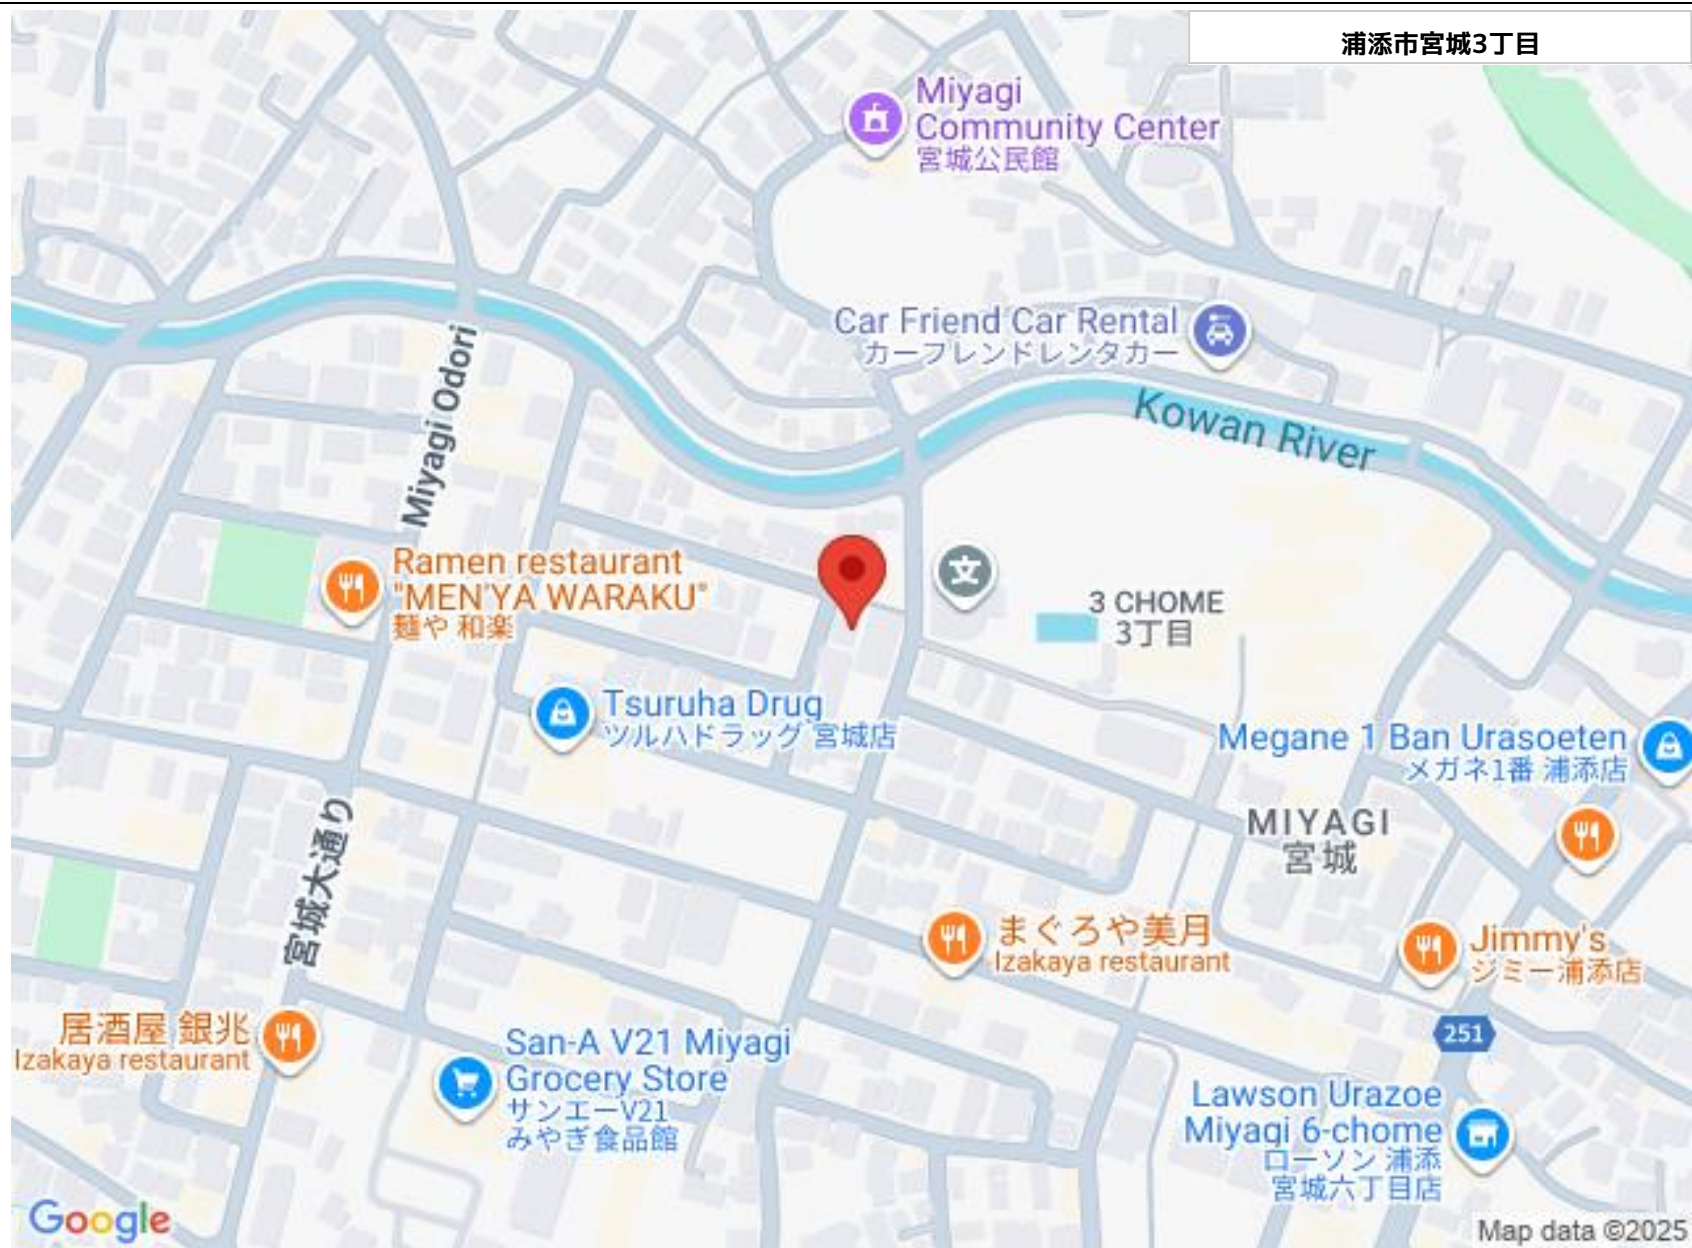 浦添市宮城3丁目
Miyagi
Community Center
宮城公民館
Car Friend Car Rental
カーフレンドレンタカー
Kowan River
Miyagi Odori
Ramen restaurant
"MEN'YA WARAKU"
麺や 和楽
文
3 CHOME
3丁目
Tsuruha Drug
ツルハドラッグ 宮城店
Megane 1 Ban Urasoeten
メガネ1番 浦添店
MIYAGI
宮城
宮城大通り
まぐろや美月
Izakaya restaurant
Jimmy's
ジミー浦添店
居酒屋 銀兆
Izakaya restaurant
251
San-A V21 Miyagi
Grocery Store
サンエーV21
みやぎ食品館
Lawson Urazoe
Miyagi 6-chome
ローソン 浦添
宮城六丁目店
Google
Map data ©2025